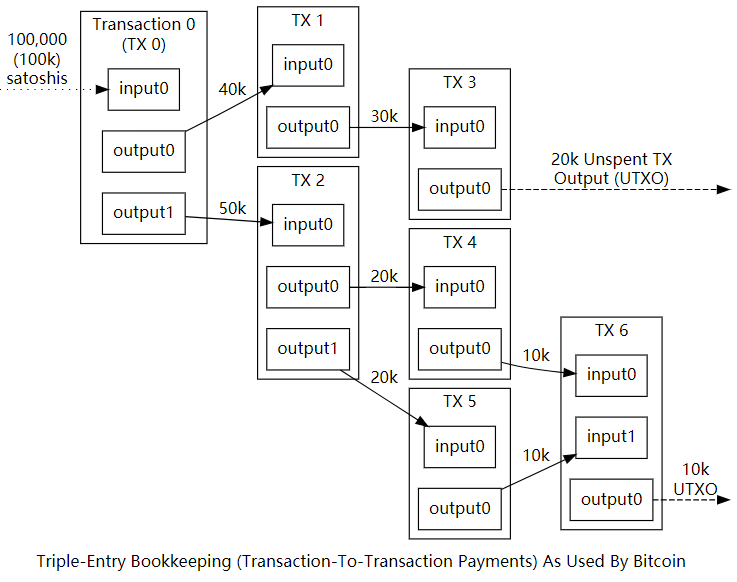 100,000
(100k)
satoshis
Transaction 0
(TX 0)
input0
output0
output1
40k
50k
TX 1
input0
output0
30k
TX 2
input0
output0
output1
20k
20k
TX 3
input0
output0
20k Unspent TX
Output (UTXO)
TX 4
input0
output0
10k
TX 5
input0
output0
10k
TX 6
input0
input1
output0
10k
UTXO
Triple-Entry Bookkeeping (Transaction-To-Transaction Payments) As Used By Bitcoin